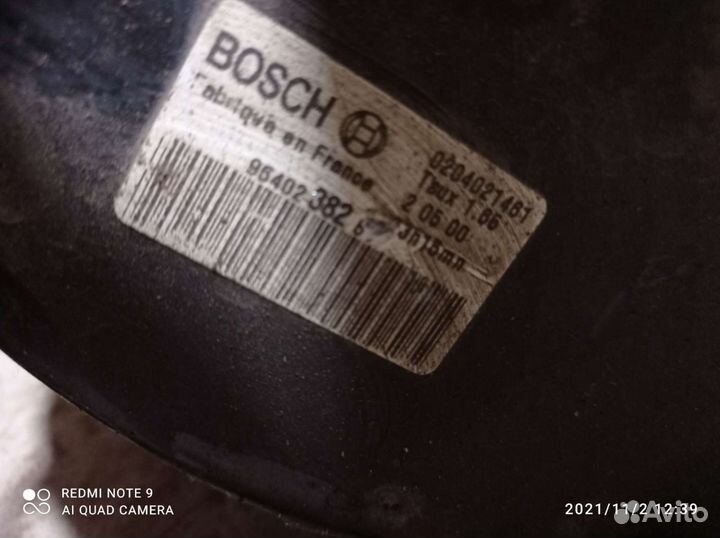 BOSCH
Fabriqué en France
0204021461
Tbux 1.66
2 06 00
96402 382
REDMI NOTE 9
AI QUAD CAMERA
2021/11/2 12:39
Avito